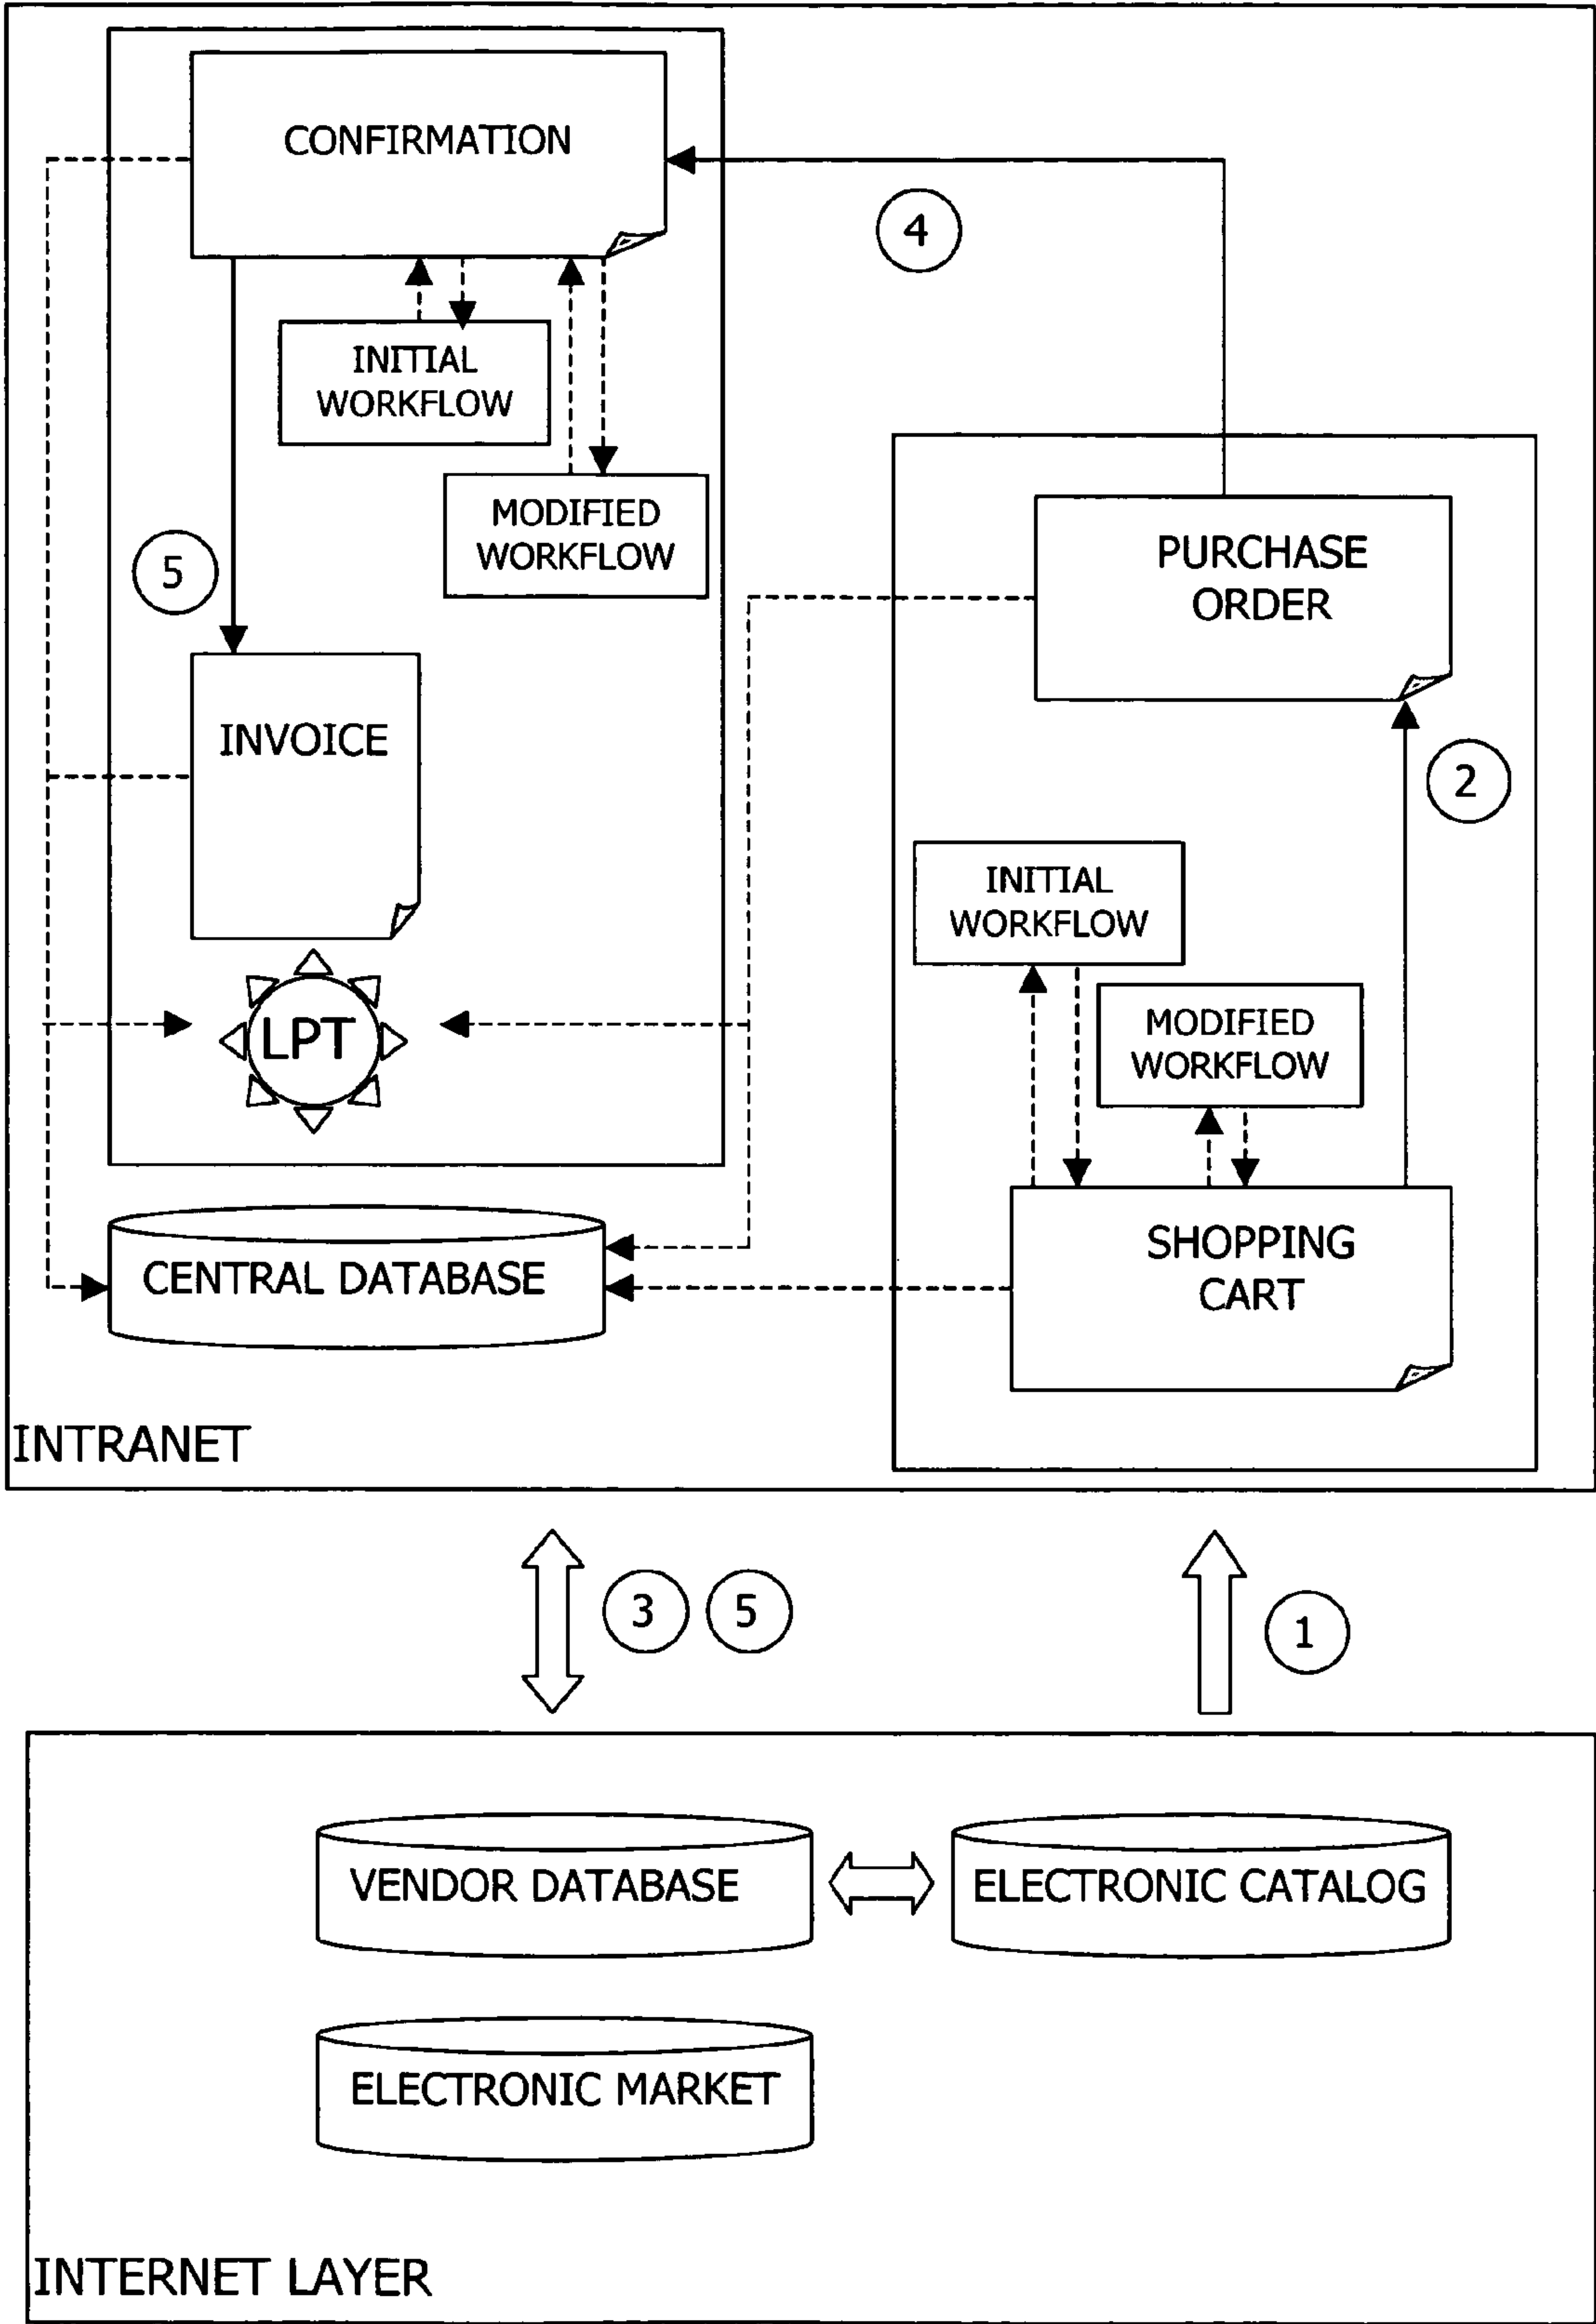 CONFIRMATION
4
INITIAL
WORKFLOW
MODIFIED
WORKFLOW
5
PURCHASE
ORDER
INVOICE
2
INITIAL
WORKFLOW
MODIFIED
WORKFLOW
LPT
SHOPPING
CART
CENTRAL DATABASE
INTRANET
3
5
1
VENDOR DATABASE
ELECTRONIC CATALOG
ELECTRONIC MARKET
INTERNET LAYER